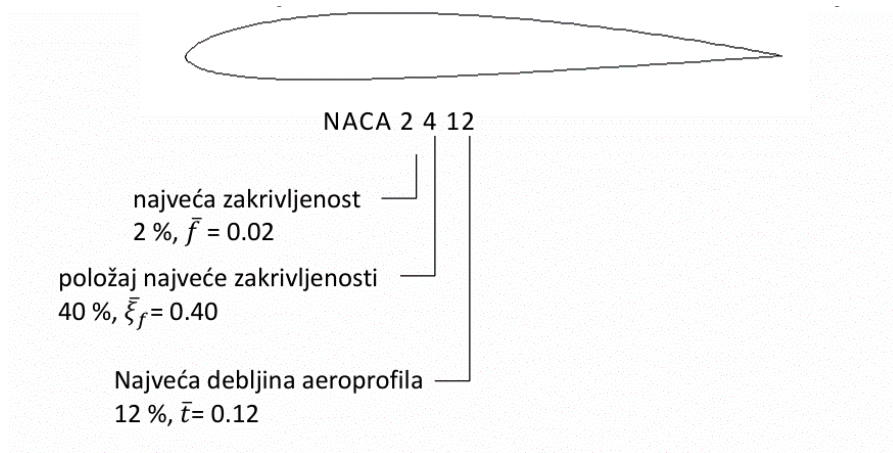 NACA 2 4 12
najveća zakrivljenost
2 %, f̄ = 0.02
položaj najveće zakrivljenosti
40 %, ξ̄f = 0.40
Najveća debljina aeroprofila
12 %, t̄= 0.12